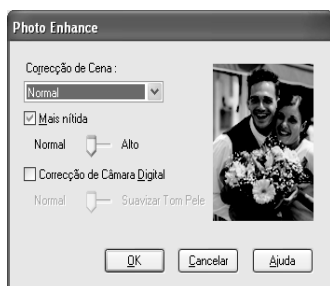 Photo Enhance
Correcção de Cena :
Normal
Mais nítida
Normal Alto
Correcção de Câmara Digital
Normal Suavizar Tom Pele
OK Cancelar Ajuda